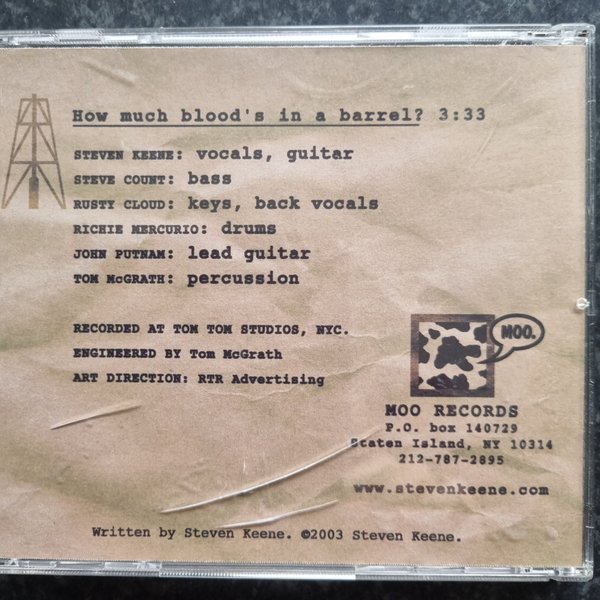 How much blood's in a barrel? 3:33
STEVEN KEENE: vocals, guitar
STEVE COUNT: bass
RUSTY CLOUD: keys, back vocals
RICHIE MERCURIO: drums
JOHN PUTNAM: lead guitar
TOM McGRATH: percussion
RECORDED AT TOM TOM STUDIOS, NYC.
ENGINEERED BY Tom McGrath
ART DIRECTION: RTR Advertising
MOO.
MOO RECORDS
P.O. box 140729
Staten Island, NY 10314
212-787-2895
www.stevenkeene.com
Written by Steven Keene. ©2003 Steven Keene.